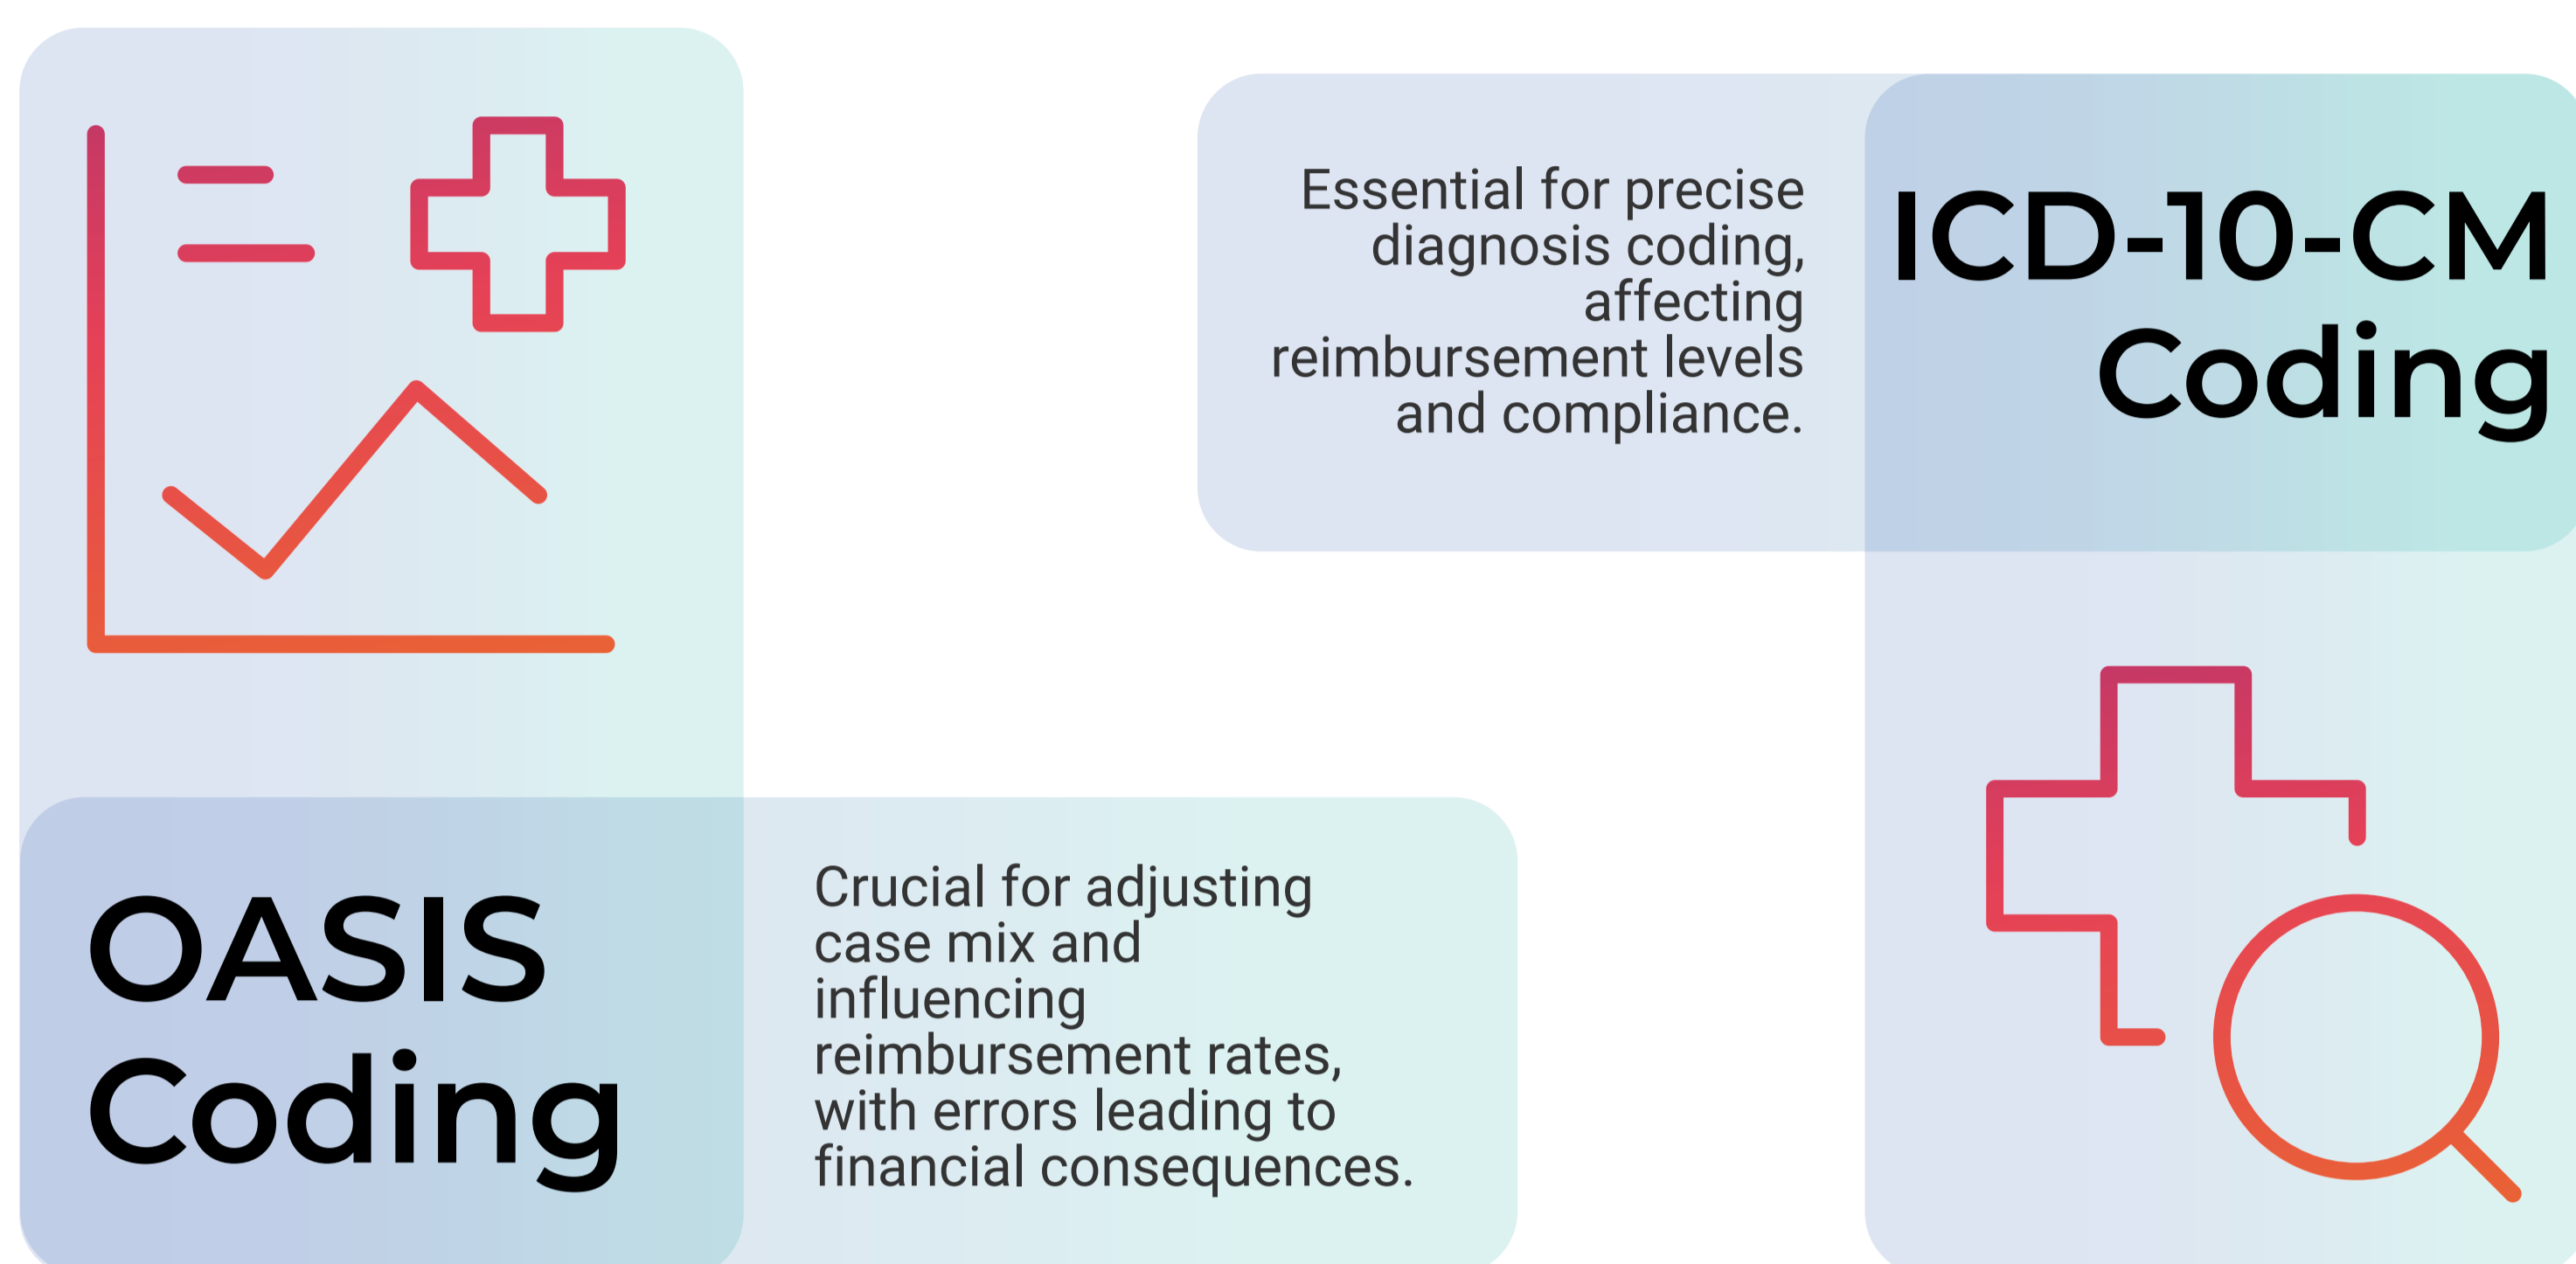 OASIS
Coding
Crucial for adjusting
case mix and
influencing
reimbursement rates,
with errors leading to
financial consequences.
Essential for precise
diagnosis coding,
affecting
reimbursement levels
and compliance.
ICD-10-CM
Coding